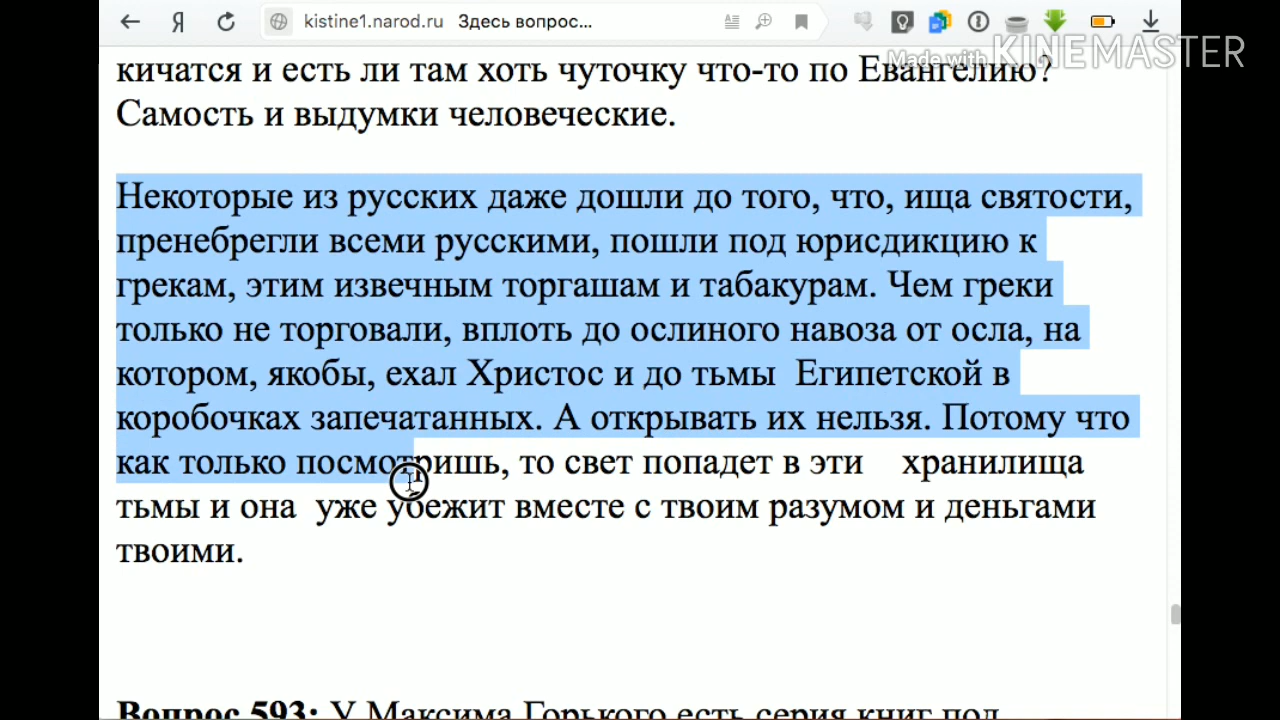 Я kistine1.narod.ru Здесь вопрос...
Made with KINEMASTER
кичатся и есть ли там хоть чуточку что-то по Евангелию?
Самость и выдумки человеческие.
Некоторые из русских даже дошли до того, что, ища святости,
пренебрегли всеми русскими, пошли под юрисдикцию к
грекам, этим извечным торгашам и табакурам. Чем греки
только не торговали, вплоть до ослиного навоза от осла, на
котором, якобы, ехал Христос и до тьмы Египетской в
коробочках запечатанных. А открывать их нельзя. Потому что
как только посмотришь, то свет попадет в эти хранилища
тьмы и она уже убежит вместе с твоим разумом и деньгами
твоими.
Вопрос 593: У Максима Горького есть серия книг под